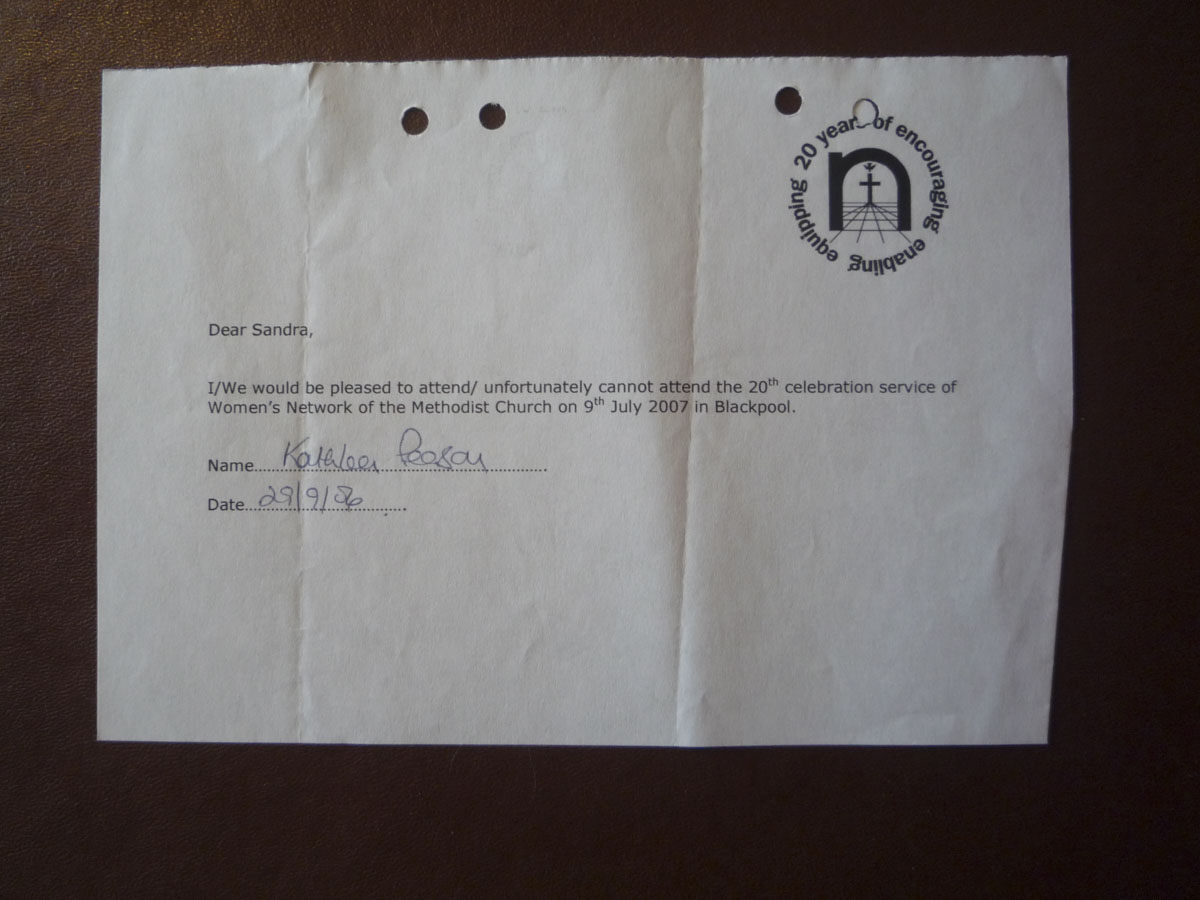 20 years of encouraging enabling equipping
Dear Sandra,
I/We would be pleased to attend/ unfortunately cannot attend the 20th celebration service of
Women's Network of the Methodist Church on 9th July 2007 in Blackpool.
Name.....Kathleen Pearson..........
Date..29/9/06........